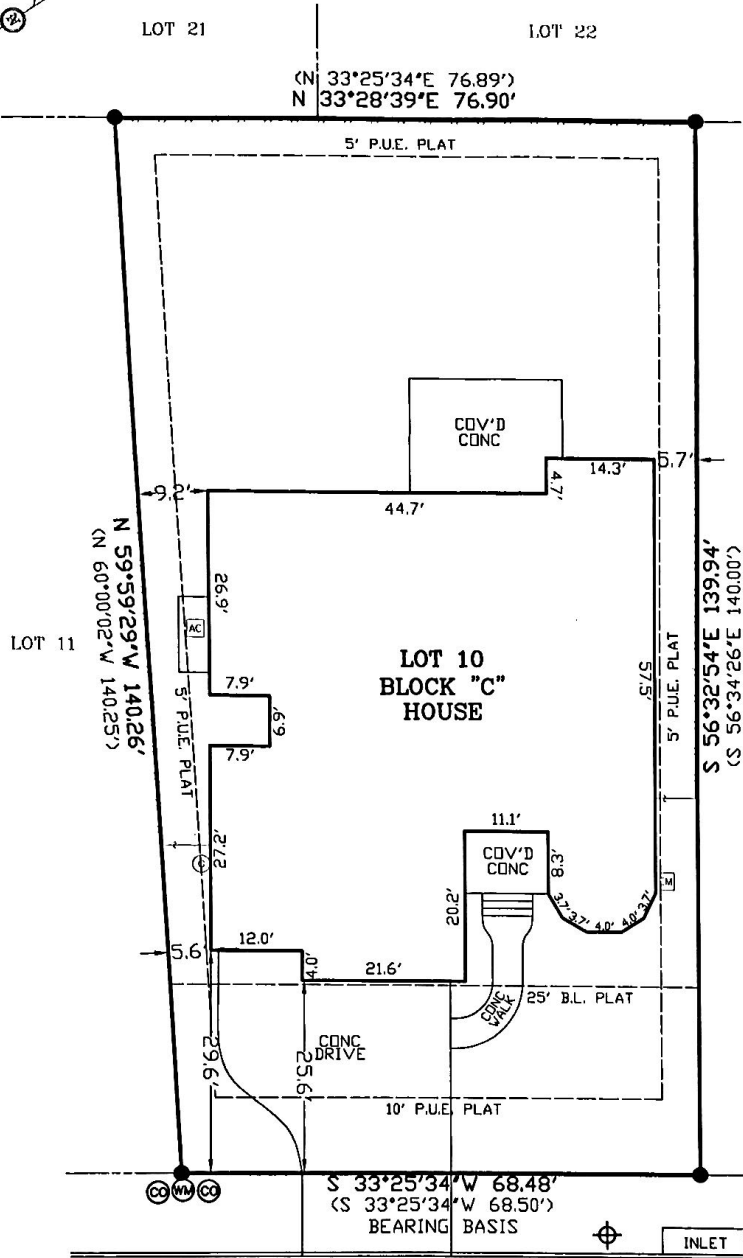 LOT 21
LOT 22
(N 33°25'34"E 76.89')
N 33°28'39"E 76.90'
5' P.U.E. PLAT
COV'D
CONC
14.3'
5.7'
4.7'
9.2'
44.7'
N 59°59'29"W 140.26'
(N 60°00'02"W 140.25')
26.9'
AC
S 56°32'54"E 139.94'
(S 56°34'26"E 140.00')
LOT 11
LOT 10
BLOCK "C"
HOUSE
57.5'
5' P.U.E. PLAT
5' P.U.E. PLAT
7.9'
6.9'
7.9'
27.2'
G
11.1'
COV'D
CONC
8.3'
M
20.2'
3.7'
3.7'
4.0'
4.0'
3.7'
12.0'
5.6'
4.0'
21.6'
CONC
WALK
25' B.L. PLAT
CONC
DRIVE
29.6'
25.6'
10' P.U.E. PLAT
CO WM CO
S 33°25'34"W 68.48'
(S 33°25'34"W 68.50')
BEARING BASIS
INLET